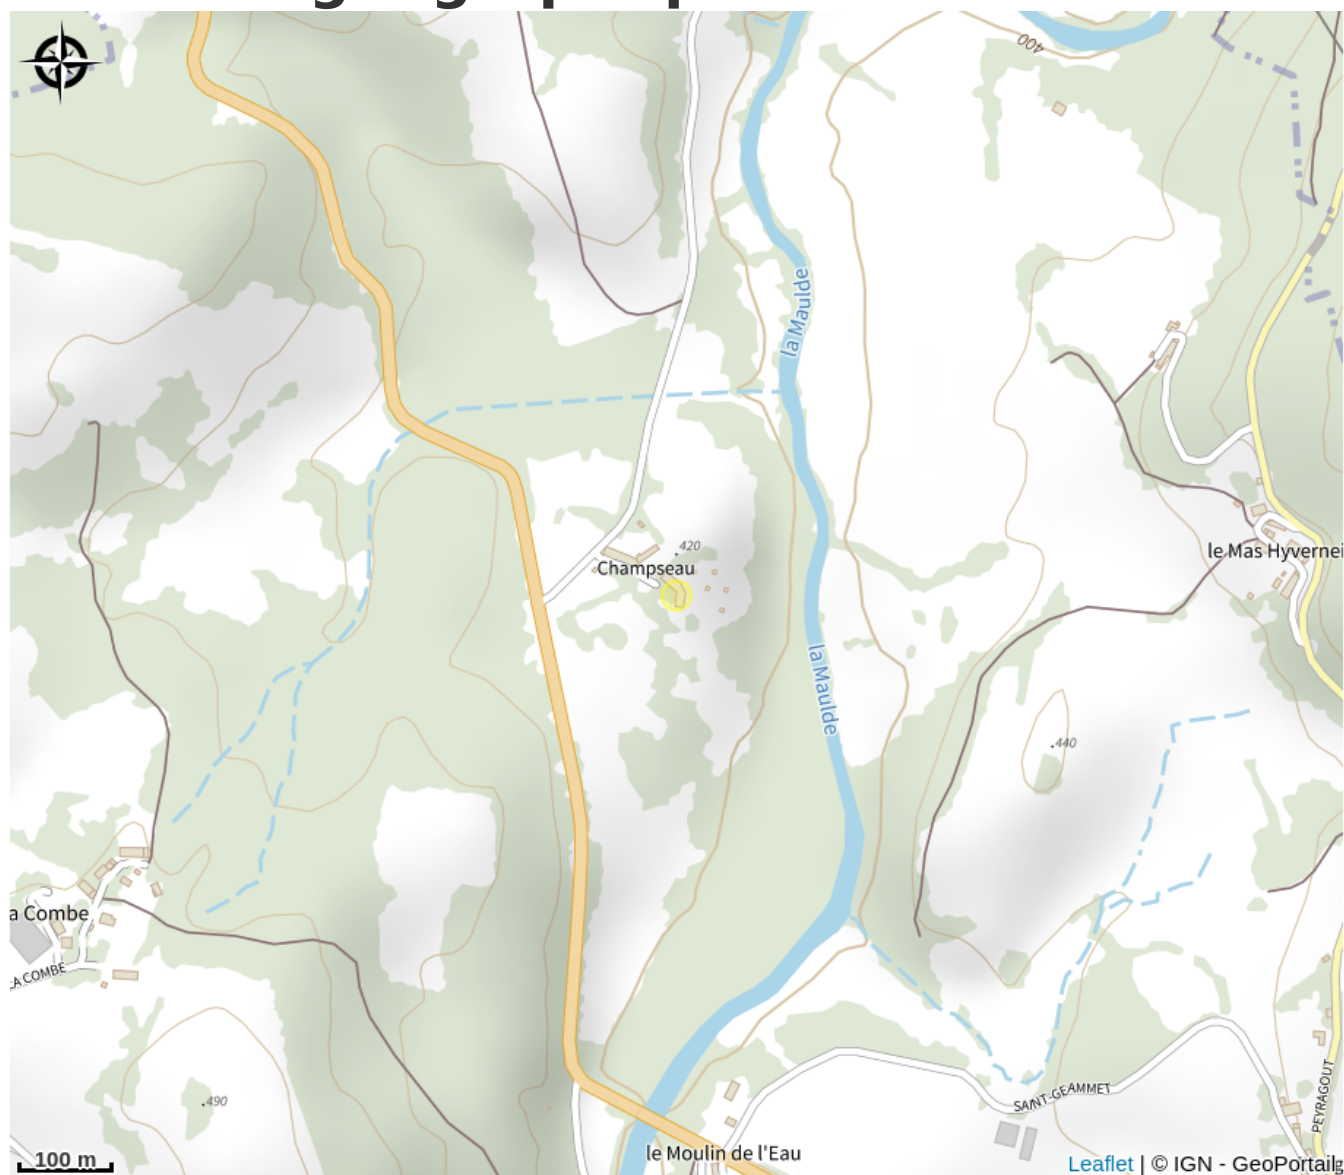 400
la Maulde
420
Champseau
le Mas Hyvernei
la Maulde
440
a Combe
LA COMBE
490
SAINT-GEAMMET
PEYRAGOUT
le Moulin de l'Eau
100 m
Leaflet | © IGN - GeoPortail